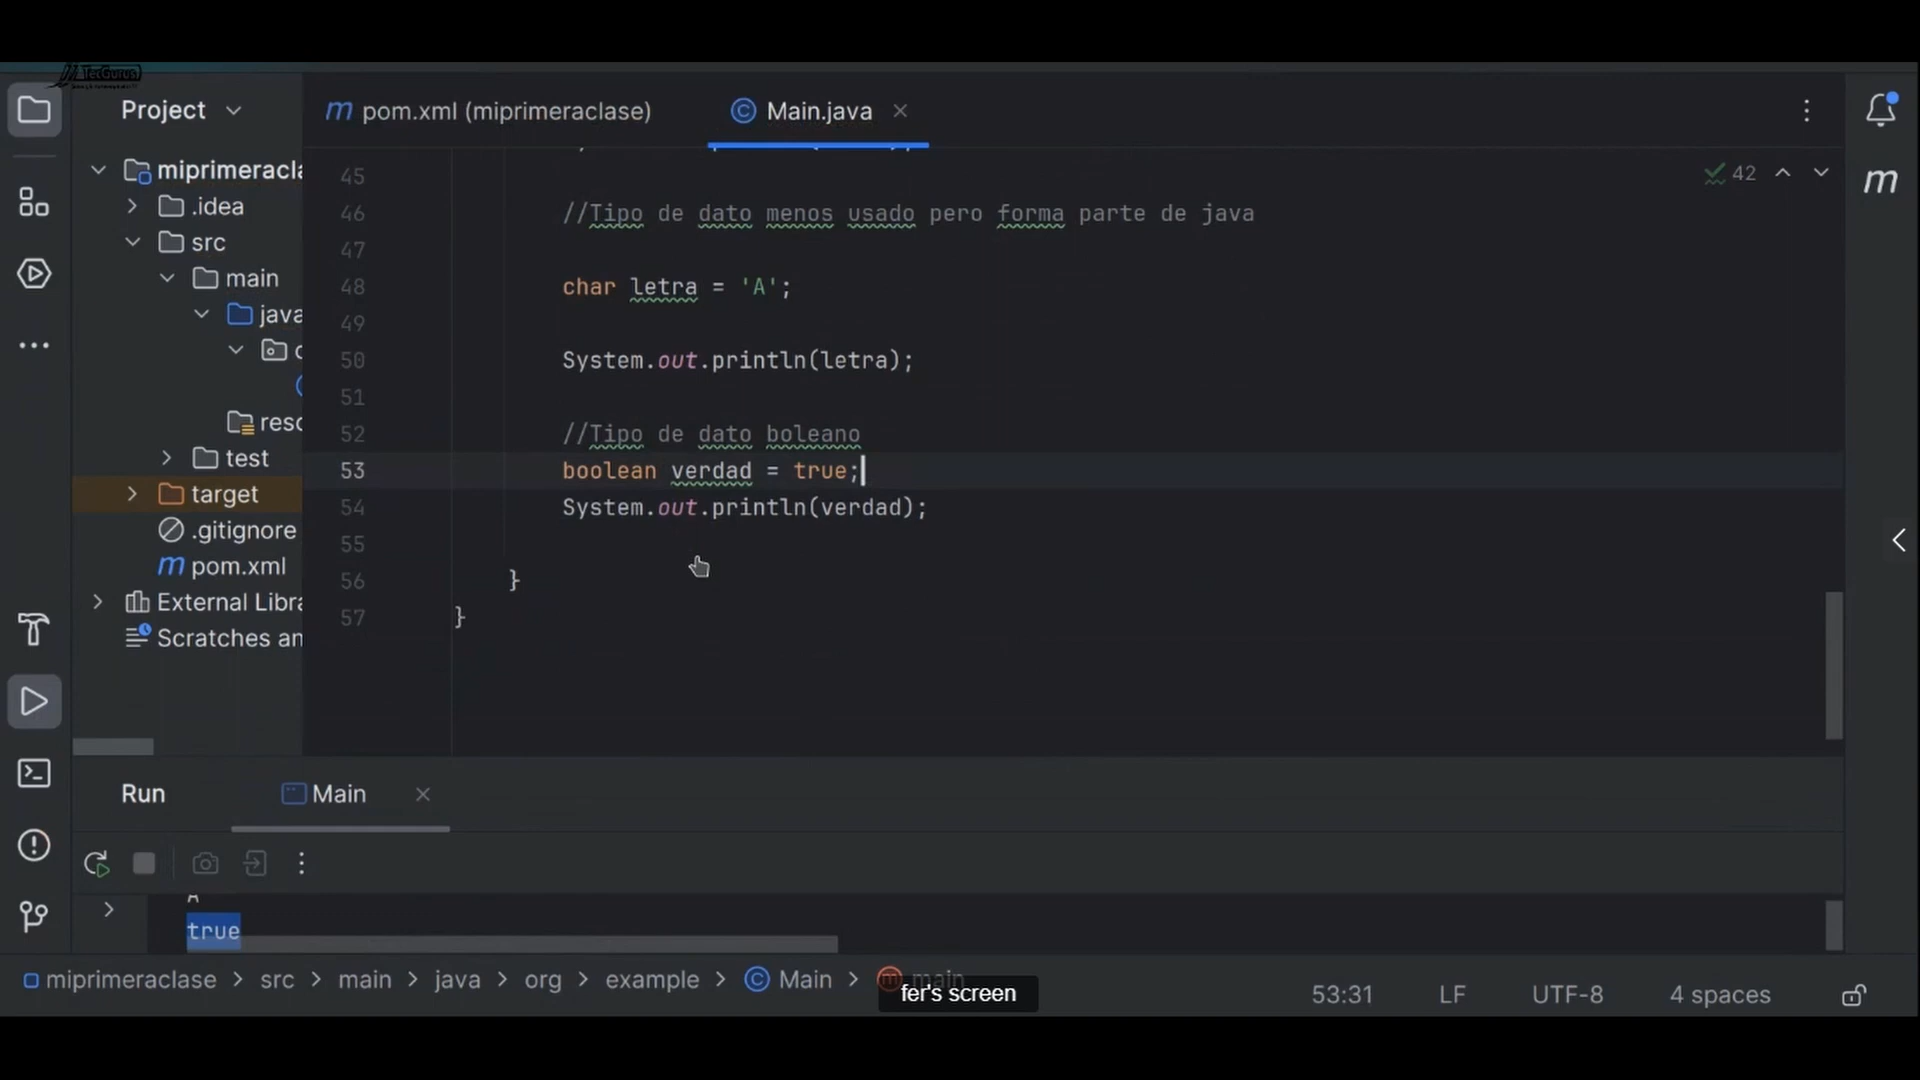 TecGurus
Project
pom.xml (miprimeraclase)
Main.java
miprimeracla
.idea
src
main
java
reso
test
target
.gitignore
pom.xml
External Libra
Scratches an
42
45
46 //Tipo de dato menos usado pero forma parte de java
47
48 char letra = 'A';
49
50 System.out.println(letra);
51
52 //Tipo de dato boleano
53 boolean verdad = true;
54 System.out.println(verdad);
55
56 }
57 }
Run
Main
A
true
miprimeraclase > src > main > java > org > example > Main > main
fer's screen
53:31 LF UTF-8 4 spaces